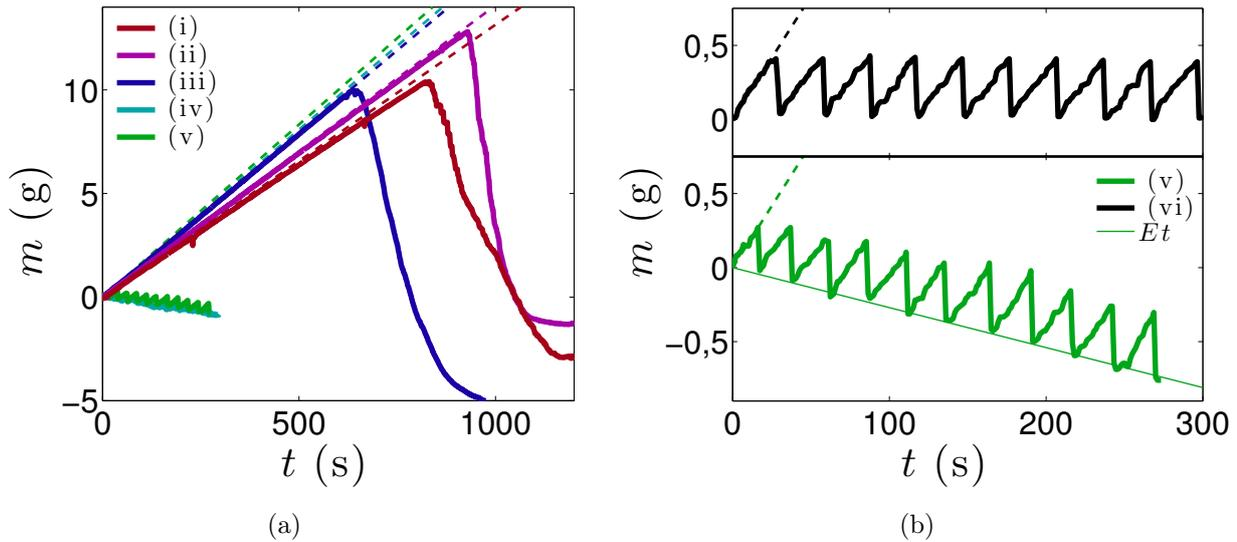 (i)
(ii)
(iii)
(iv)
(v)
10
5
0
−5
m (g)
0
500
1000
t (s)
(a)
0,5
0
(v)
(vi)
Et
0,5
0
−0,5
m (g)
0
100
200
300
t (s)
(b)